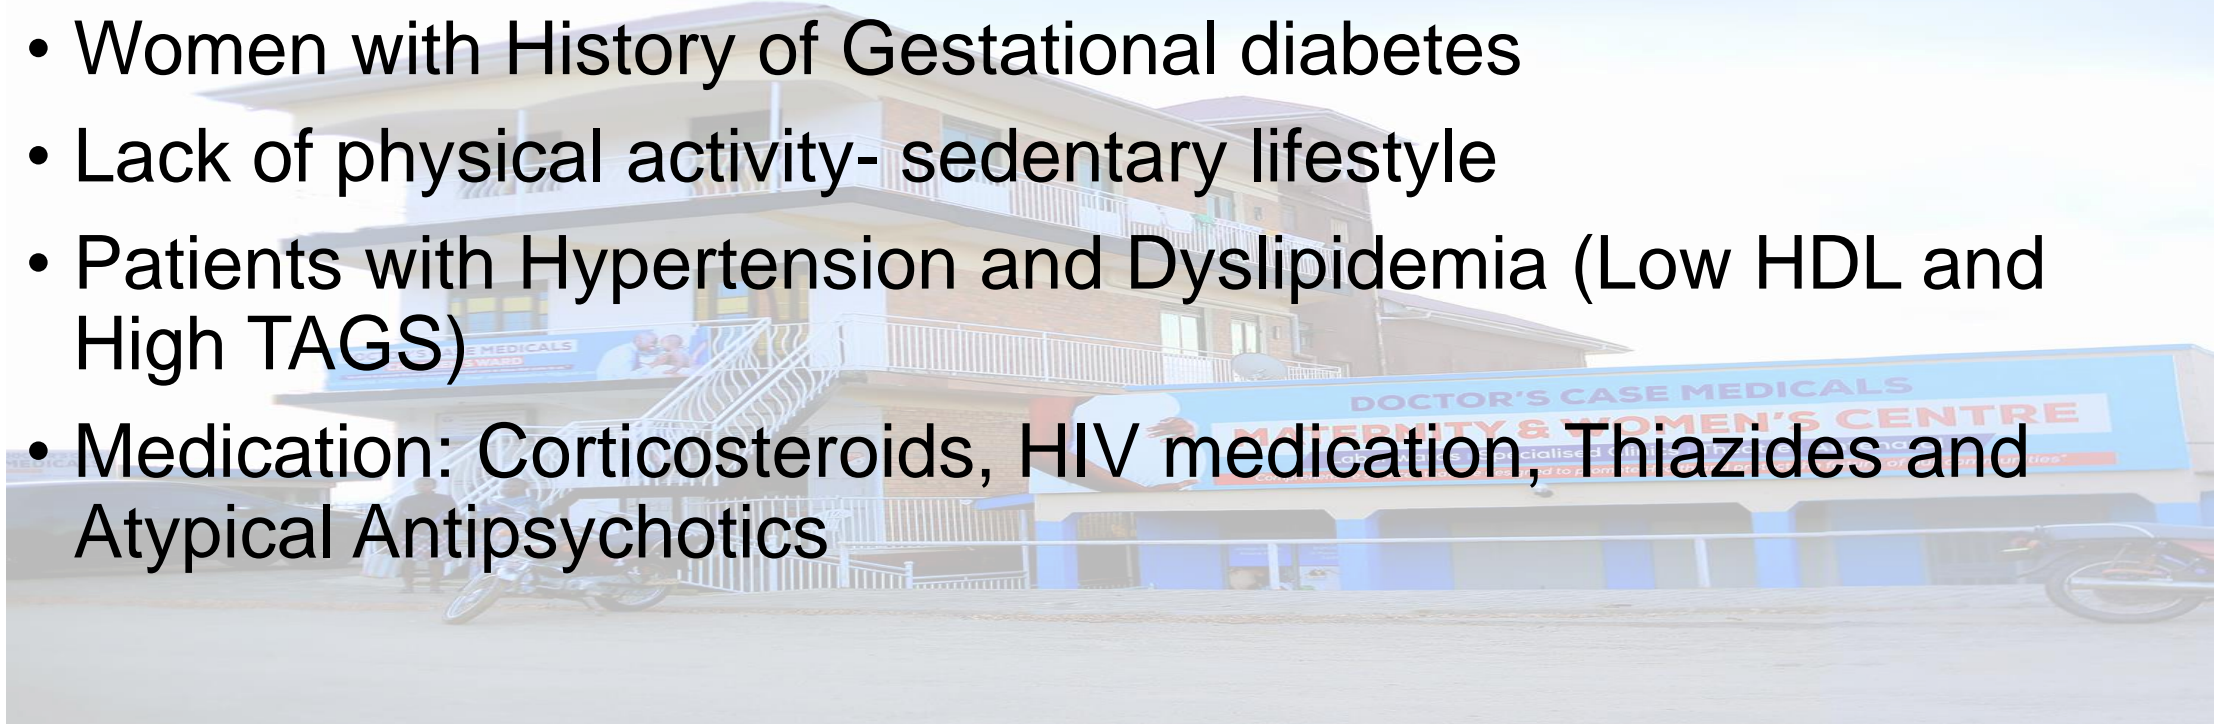 • Women with History of Gestational diabetes
• Lack of physical activity- sedentary lifestyle
• Patients with Hypertension and Dyslipidemia (Low HDL and
High TAGS)
• Medication: Corticosteroids, HIV medication, Thiazides and
Atypical Antipsychotics
MEDICALS
WARD
DOCTOR'S CASE MEDICALS
MATERNITY & WOMEN'S CENTRE